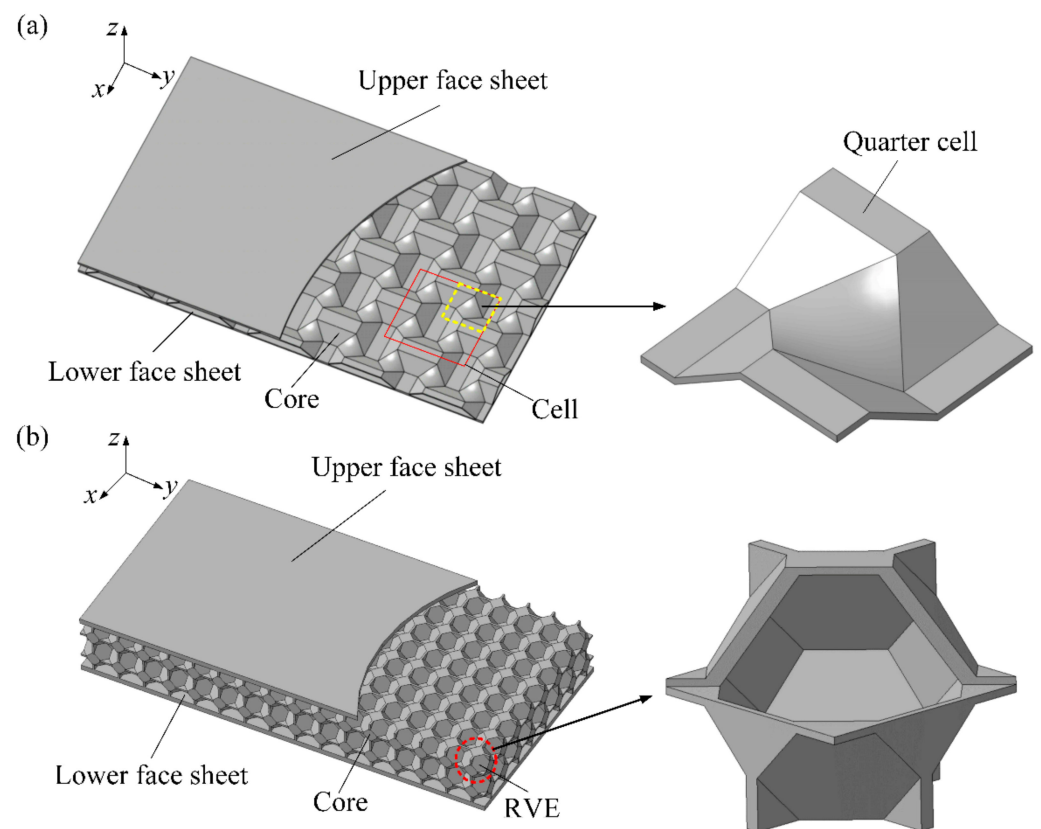 (a)
z
y
x
Upper face sheet
Quarter cell
Lower face sheet
Core
Cell
(b)
z
y
x
Upper face sheet
Lower face sheet
Core
RVE